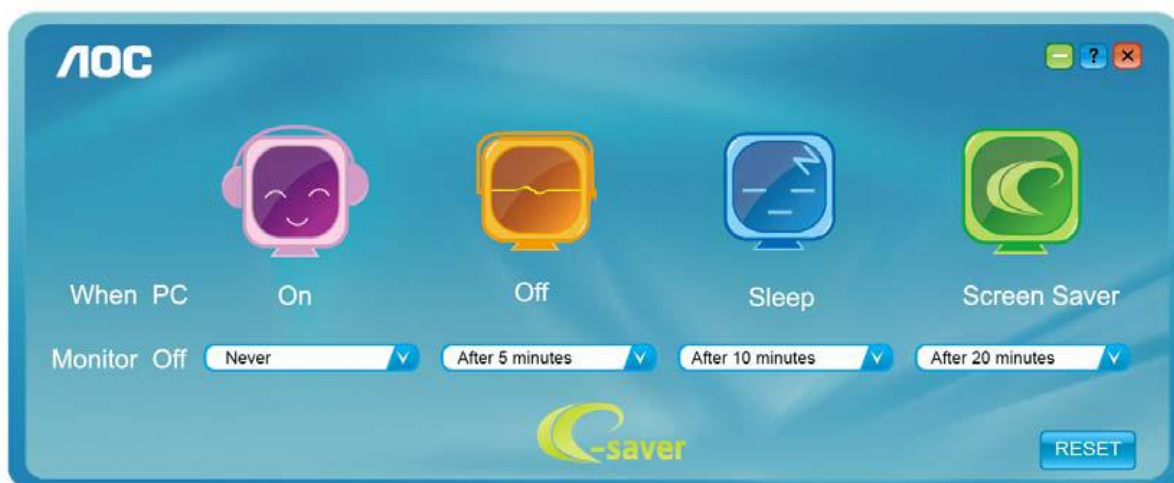 AOC
?
When PC On Off Sleep Screen Saver
Monitor Off Never After 5 minutes After 10 minutes After 20 minutes
e-saver
RESET